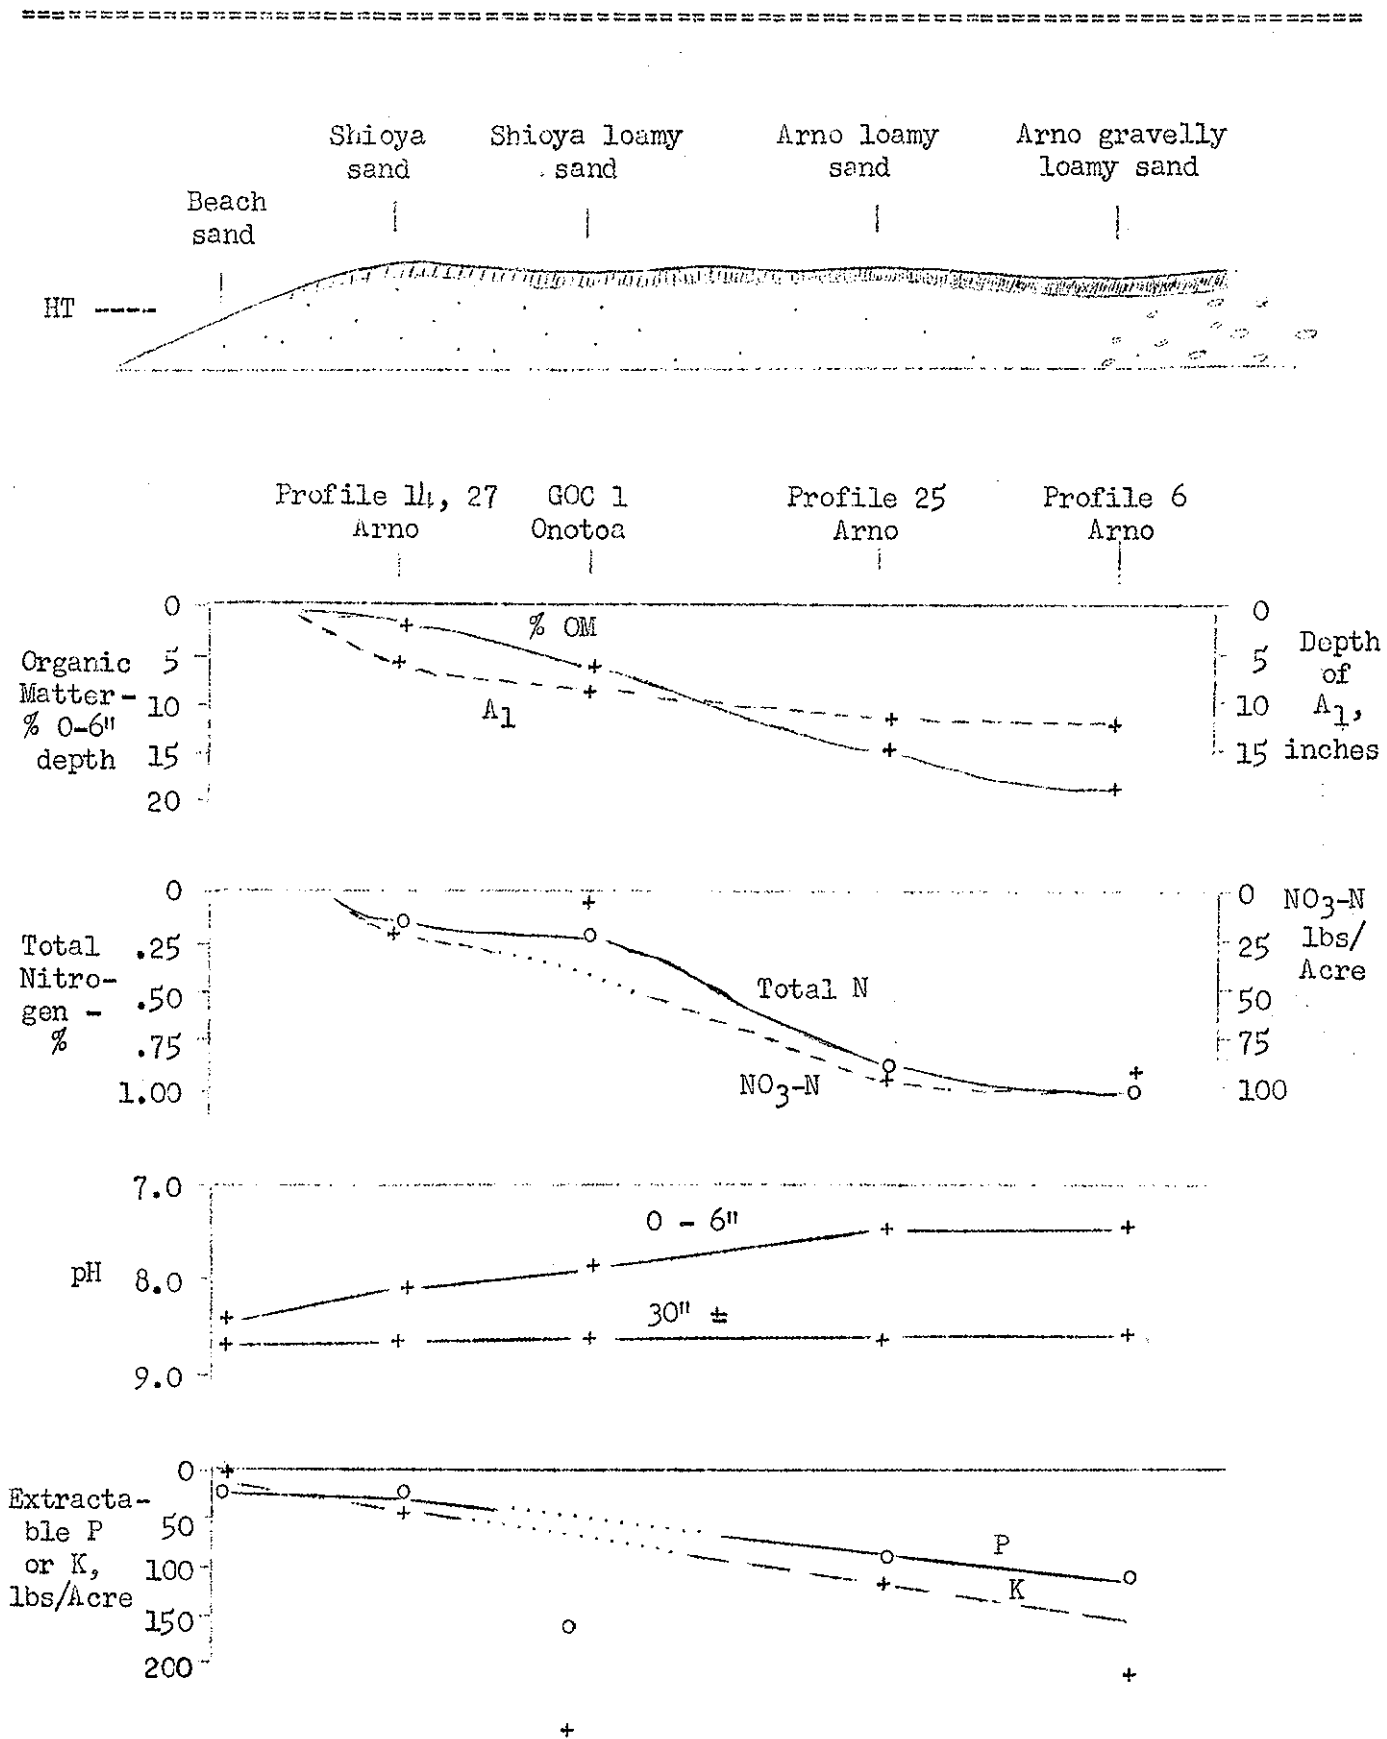 Shioya
sand
Shioya loamy
sand
Arno loamy
sand
Arno gravelly
loamy sand
Beach
sand
HT
Profile 14, 27
Arno
GOC 1
Onotoa
Profile 25
Arno
Profile 6
Arno
Organic
Matter-
% 0-6"
depth
0
5
10
15
20
% OM
A1
0
5
10
15
Depth
of
A1,
inches
Total
Nitro-
gen -
%
0
.25
.50
.75
1.00
Total N
NO3-N
0
25
50
75
100
NO3-N
lbs/
Acre
pH
7.0
8.0
9.0
0 - 6"
30" ±
Extracta-
ble P
or K,
lbs/Acre
0
50
100
150
200
P
K